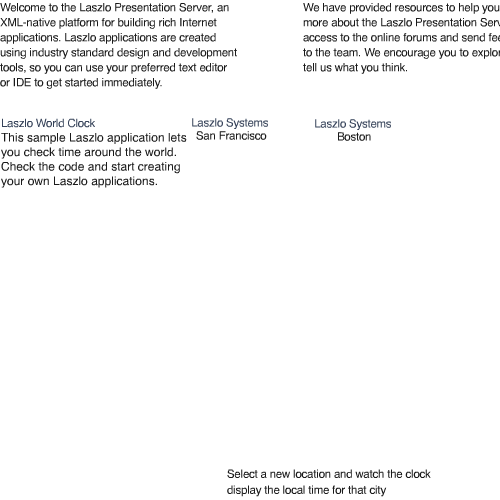 Welcome to the Laszlo Presentation Server, an
XML-native platform for building rich Internet
applications. Laszlo applications are created
using industry standard design and development
tools, so you can use your preferred text editor
or IDE to get started immediately.
We have provided resources to help you
more about the Laszlo Presentation Serv
access to the online forums and send fee
to the team. We encourage you to explor
tell us what you think.
Laszlo World Clock
This sample Laszlo application lets
you check time around the world.
Check the code and start creating
your own Laszlo applications.
Laszlo Systems
San Francisco
Laszlo Systems
Boston
Select a new location and watch the clock
display the local time for that city